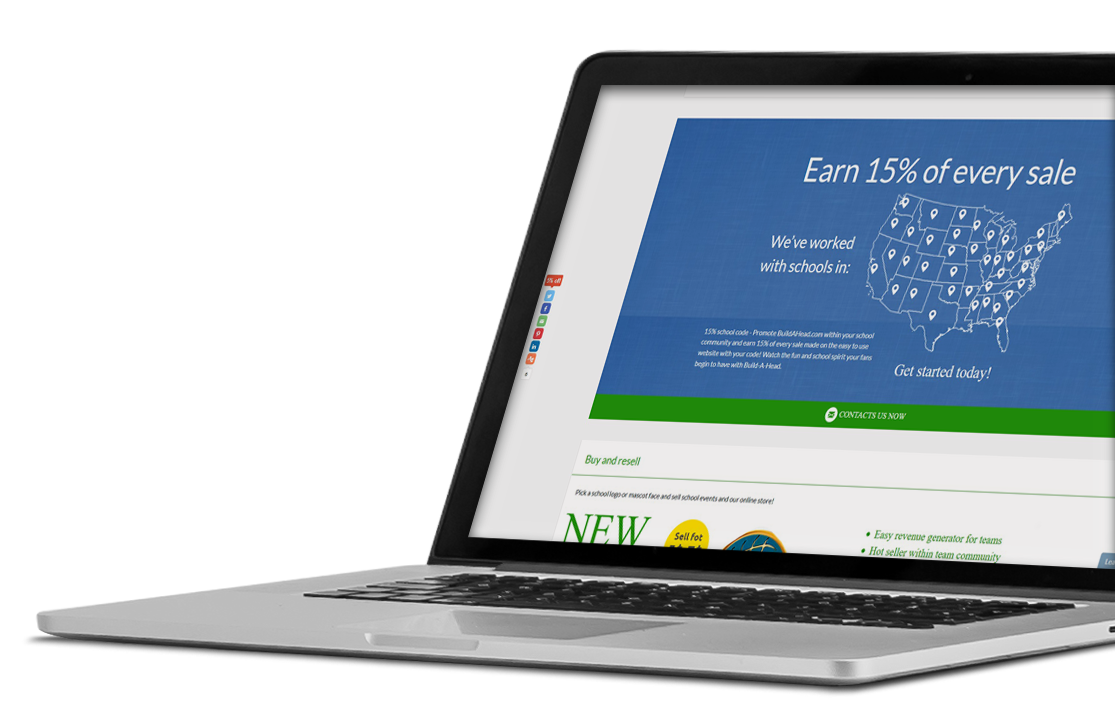 Earn 15% of every sale
We've worked
with schools in:
15% school code - Promote BuildAHead.com within your school
community and earn 15% of every sale made on the easy to use
website with your code! Watch the fun and school spirit your fans
begin to have with Build-A-Head.
Get started today!
CONTACTS US NOW
Buy and resell
Pick a school logo or mascot face and sell school events and our online store!
NEW
Sell for
• Easy revenue generator for teams
• Hot seller within team community